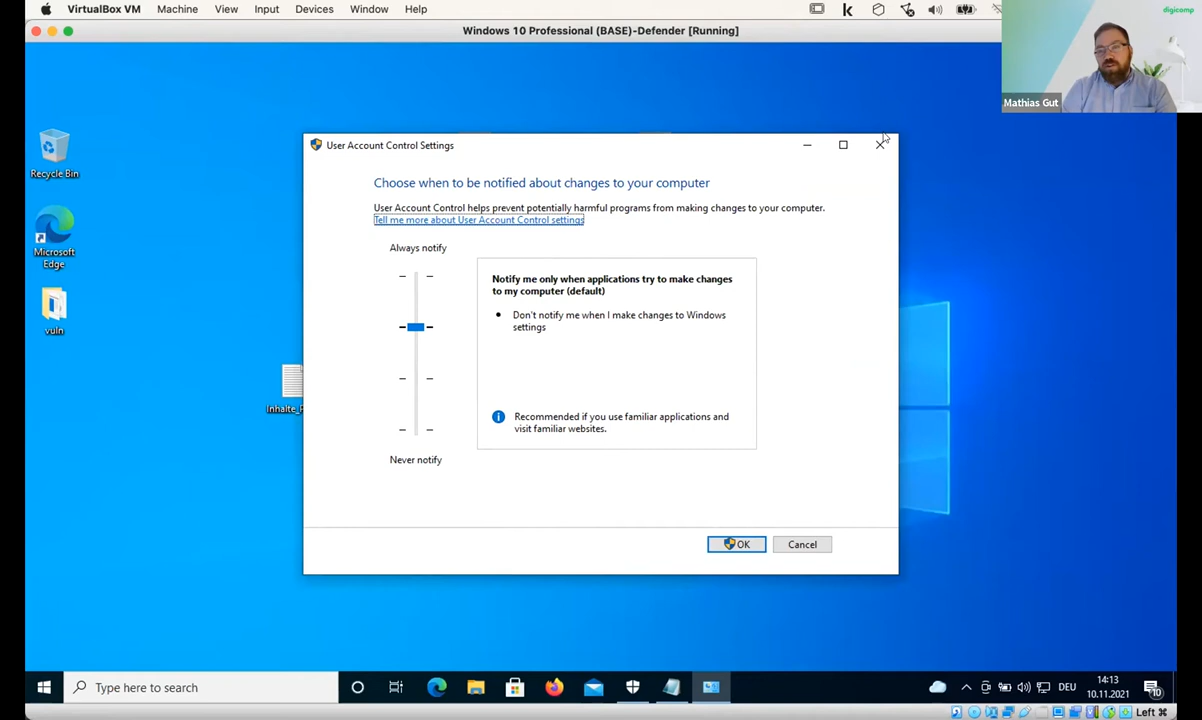 VirtualBox VM Machine View Input Devices Window Help
digicomp
Windows 10 Professional (BASE)-Defender [Running]
Mathias Gut
Recycle Bin
Microsoft
Edge
vuln
User Account Control Settings
Choose when to be notified about changes to your computer
User Account Control helps prevent potentially harmful programs from making changes to your computer.
Tell me more about User Account Control settings
Always notify
Notify me only when applications try to make changes
to my computer (default)
Don't notify me when I make changes to Windows
settings
Recommended if you use familiar applications and
visit familiar websites.
Never notify
OK Cancel
Type here to search
DEU
14:13
10.11.2021
10
Left ⌘